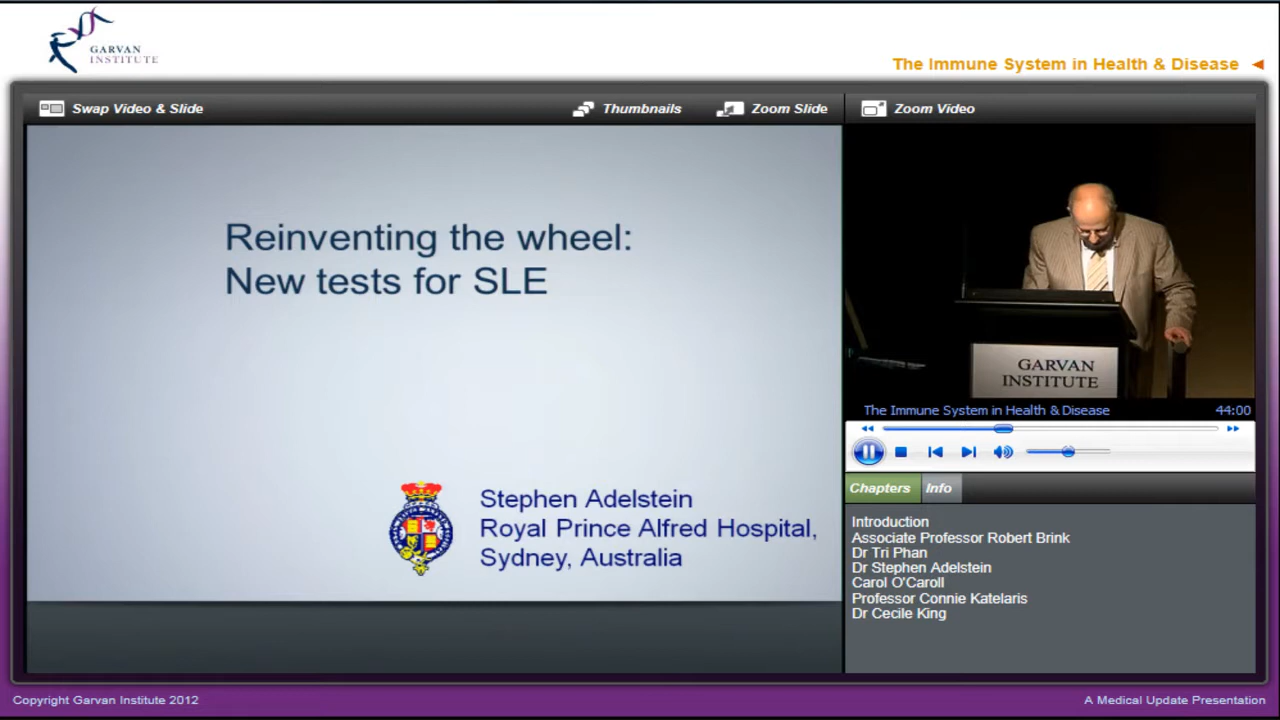 GARVAN
INSTITUTE
The Immune System in Health & Disease
Swap Video & Slide
Thumbnails
Zoom Slide
Zoom Video
Reinventing the wheel:
New tests for SLE
Stephen Adelstein
Royal Prince Alfred Hospital,
Sydney, Australia
GARVAN
INSTITUTE
The Immune System in Health & Disease
44:00
Chapters
Info
Introduction
Associate Professor Robert Brink
Dr Tri Phan
Dr Stephen Adelstein
Carol O'Caroll
Professor Connie Katelaris
Dr Cecile King
Copyright Garvan Institute 2012
A Medical Update Presentation